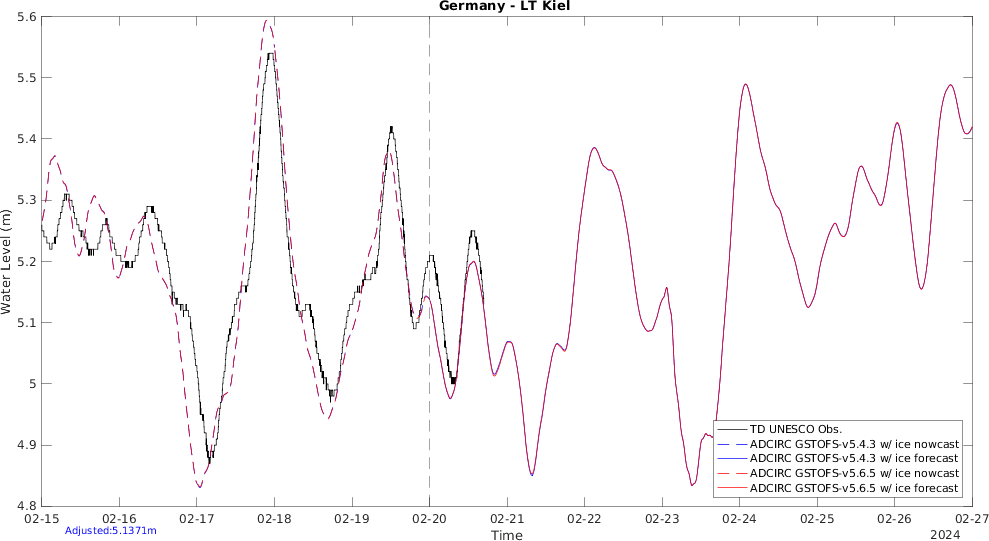 Germany - LT Kiel
5.6
5.5
5.4
5.3
5.2
5.1
5
4.9
4.8
Water Level (m)
TD UNESCO Obs.
ADCIRC GSTOFS-v5.4.3 w/ ice nowcast
ADCIRC GSTOFS-v5.4.3 w/ ice forecast
ADCIRC GSTOFS-v5.6.5 w/ ice nowcast
ADCIRC GSTOFS-v5.6.5 w/ ice forecast
02-15 02-16 02-17 02-18 02-19 02-20 02-21 02-22 02-23 02-24 02-25 02-26 02-27
Adjusted:5.1371m
Time
2024